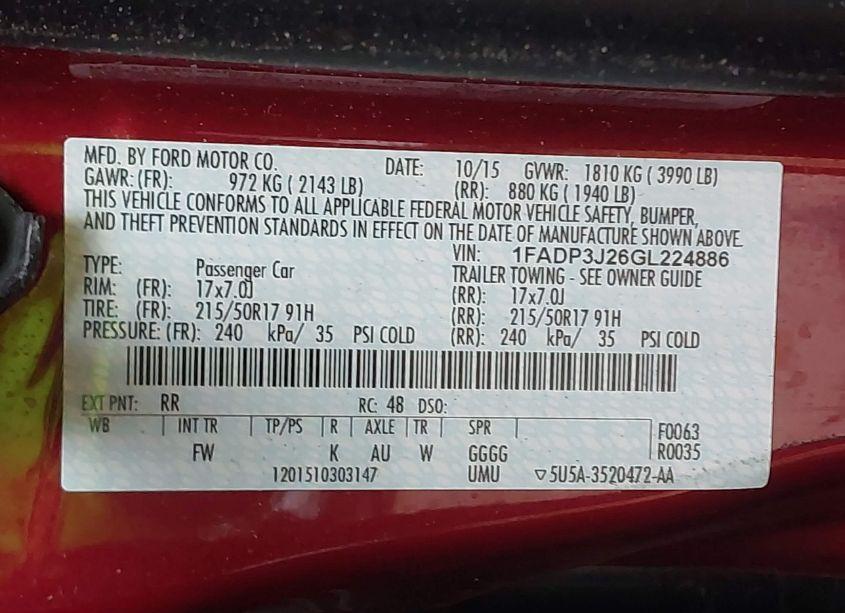 MFD. BY FORD MOTOR CO. DATE: 10/15 GVWR: 1810 KG ( 3990 LB)
GAWR: (FR): 972 KG ( 2143 LB) (RR): 880 KG ( 1940 LB)
THIS VEHICLE CONFORMS TO ALL APPLICABLE FEDERAL MOTOR VEHICLE SAFETY, BUMPER,
AND THEFT PREVENTION STANDARDS IN EFFECT ON THE DATE OF MANUFACTURE SHOWN ABOVE.
VIN: 1FADP3J26GL224886
TYPE: Passenger Car TRAILER TOWING - SEE OWNER GUIDE
RIM: (FR): 17x7.0J (RR): 17x7.0J
TIRE: (FR): 215/50R17 91H (RR): 215/50R17 91H
PRESSURE: (FR): 240 kPa/ 35 PSI COLD (RR): 240 kPa/ 35 PSI COLD
EXT PNT: RR RC: 48 DSO:
WB INT TR TP/PS R AXLE TR SPR F0063
FW K AU W GGGG R0035
1201510303147 UMU ▽5U5A-3520472-AA